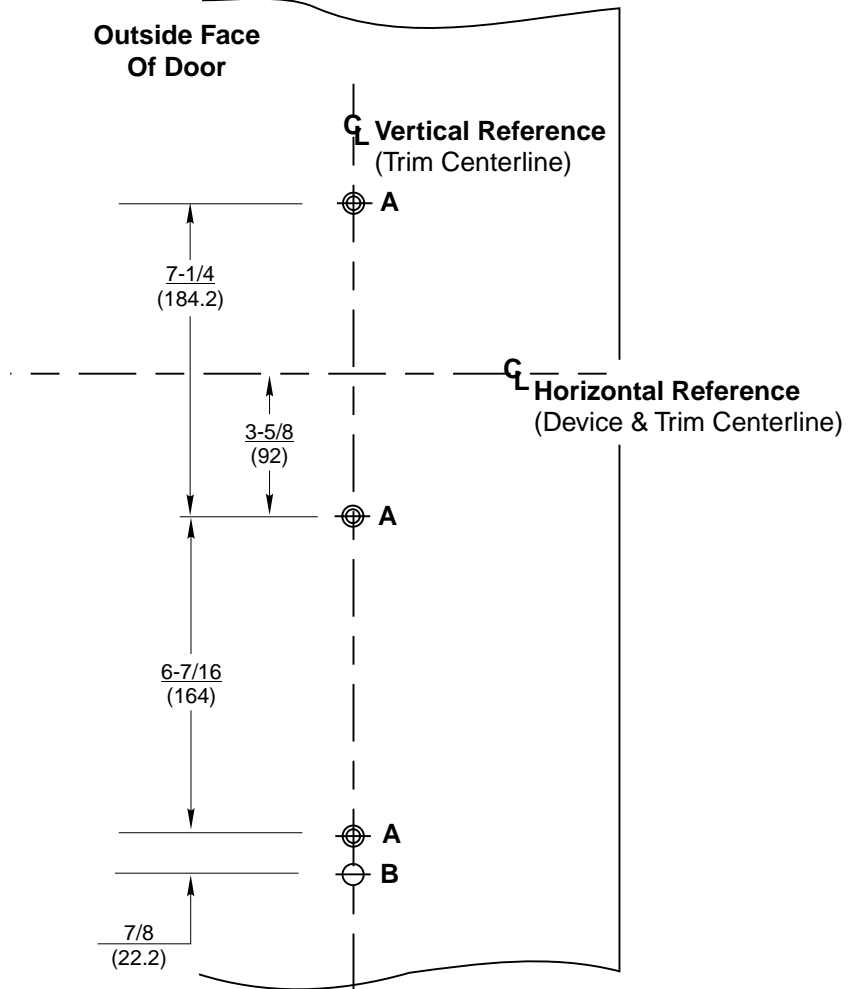 Outside Face
Of Door
CL Vertical Reference
(Trim Centerline)
A
7-1/4
(184.2)
CL Horizontal Reference
(Device & Trim Centerline)
3-5/8
(92)
A
6-7/16
(164)
A
B
7/8
(22.2)